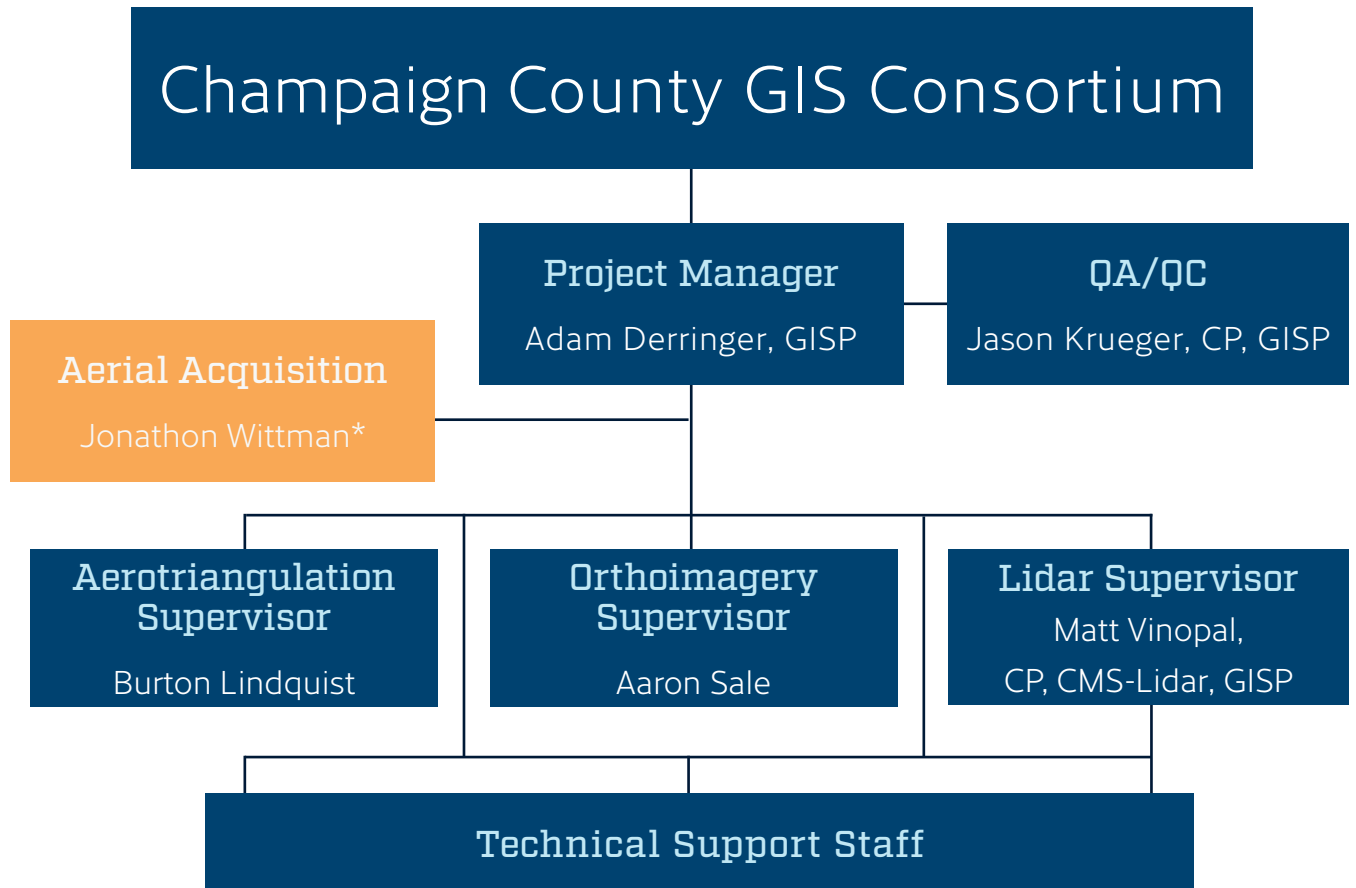 Champaign County GIS Consortium
Project Manager
Adam Derringer, GISP
QA/QC
Jason Krueger, CP, GISP
Aerial Acquisition
Jonathon Wittman*
Aerotriangulation
Supervisor
Burton Lindquist
Orthoimagery
Supervisor
Aaron Sale
Lidar Supervisor
Matt Vinopal,
CP, CMS-Lidar, GISP
Technical Support Staff